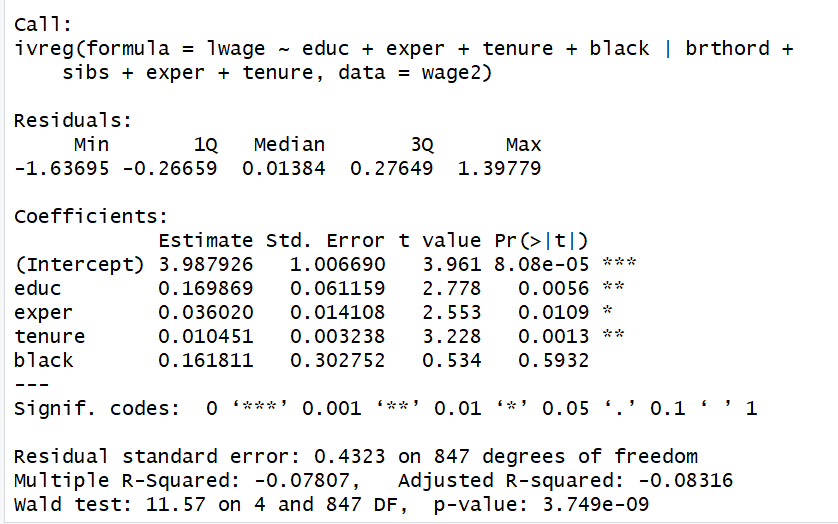 Call:
ivreg(formula = lwage ~ educ + exper + tenure + black | brthord +
    sibs + exper + tenure, data = wage2)

Residuals:
     Min       1Q   Median       3Q      Max
-1.63695 -0.26659  0.01384  0.27649  1.39779

Coefficients:
            Estimate Std. Error t value Pr(>|t|)
(Intercept) 3.987926   1.006690   3.961 8.08e-05 ***
educ        0.169869   0.061159   2.778   0.0056 **
exper       0.036020   0.014108   2.553   0.0109 *
tenure      0.010451   0.003238   3.228   0.0013 **
black       0.161811   0.302752   0.534   0.5932
---
Signif. codes:  0 ‘***’ 0.001 ‘**’ 0.01 ‘*’ 0.05 ‘.’ 0.1 ‘ ’ 1

Residual standard error: 0.4323 on 847 degrees of freedom
Multiple R-Squared: -0.07807,   Adjusted R-squared: -0.08316
Wald test: 11.57 on 4 and 847 DF,  p-value: 3.749e-09